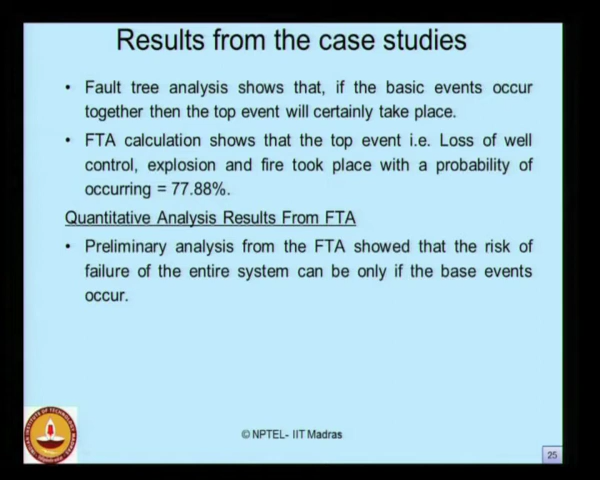 Results from the case studies
• Fault tree analysis shows that, if the basic events occur
together then the top event will certainly take place.
• FTA calculation shows that the top event i.e. Loss of well
control, explosion and fire took place with a probability of
occurring = 77.88%.
Quantitative Analysis Results From FTA
• Preliminary analysis from the FTA showed that the risk of
failure of the entire system can be only if the base events
occur.
© NPTEL- IIT Madras
25